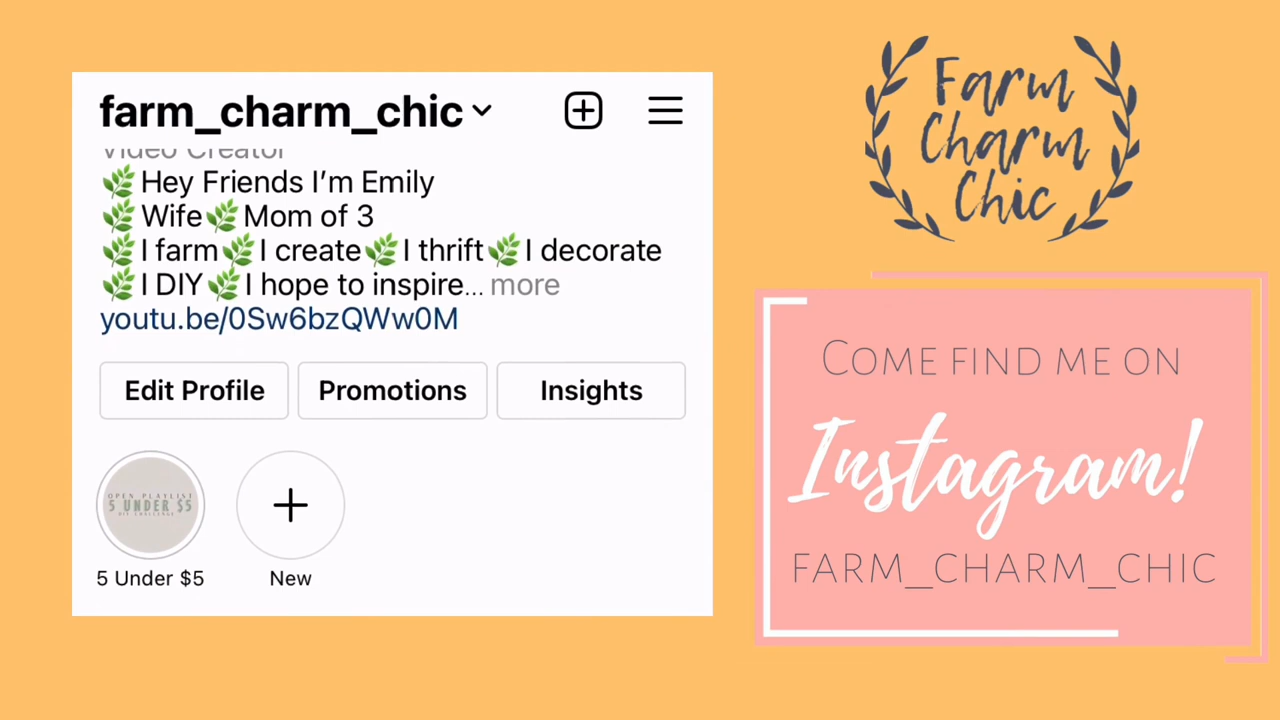 farm_charm_chic
Video Creator
🌿Hey Friends I’m Emily
🌿Wife🌿Mom of 3
🌿I farm🌿I create🌿I thrift🌿I decorate
🌿I DIY🌿I hope to inspire... more
youtu.be/0Sw6bzQWw0M
Edit Profile Promotions Insights
OPEN PLAYLIST
5 UNDER $5
DIY CHALLENGE
5 Under $5 New
Farm
Charm
Chic
COME FIND ME ON
Instagram!
FARM_CHARM_CHIC